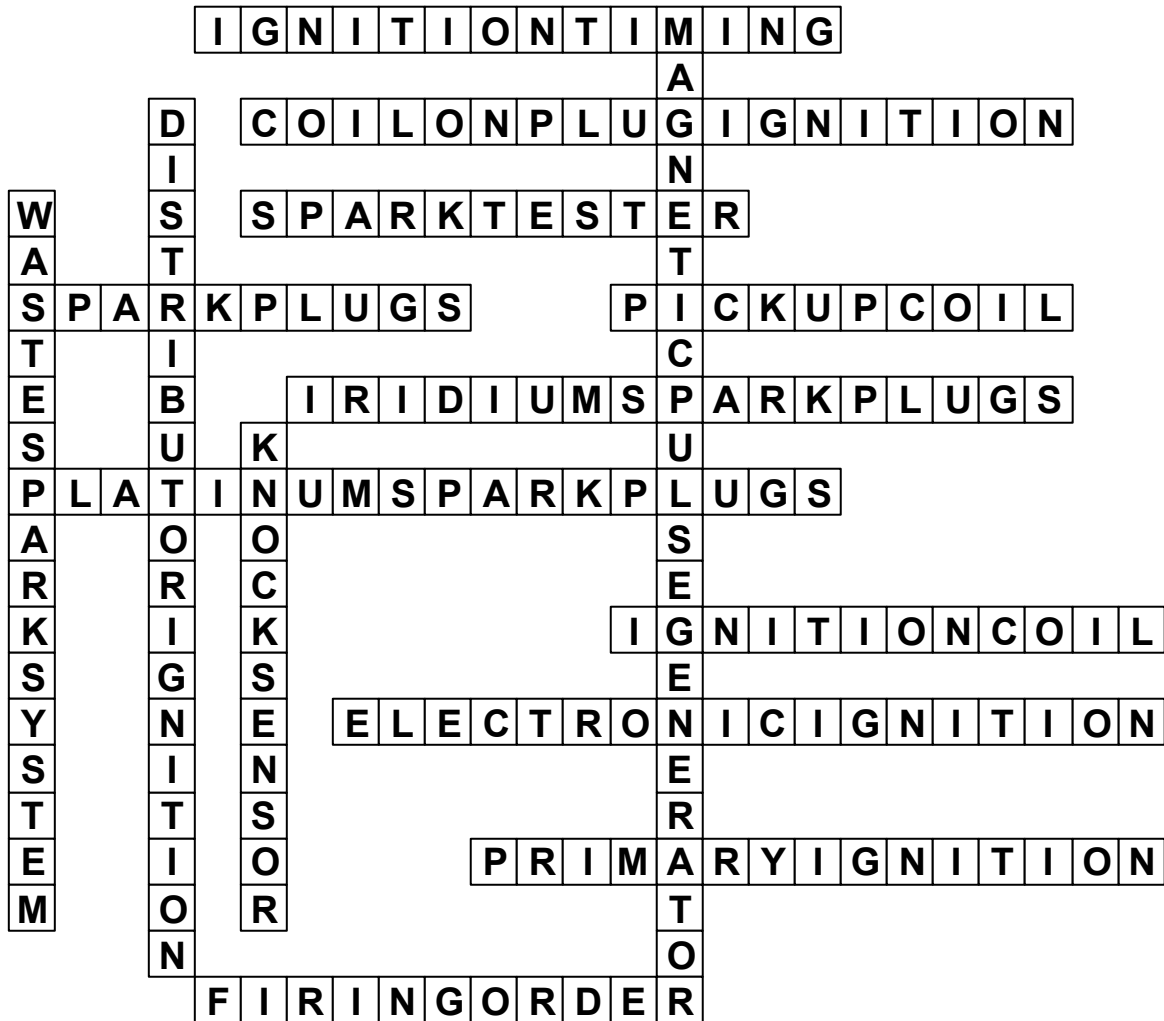 IGNITIONTIMING
MAGNETICPULSEGENERATOR
DISTRIBUTORIGNITION
COILONPLUGIGNITION
WASTESPARKSYSTEM
SPARKTESTER
SPARKPLUGS
PICKUPCOIL
IRIDIUMSPARKPLUGS
KNOCKSENSOR
PLATINUMSPARKPLUGS
IGNITIONCOIL
ELECTRONICIGNITION
PRIMARYIGNITION
FIRINGORDER